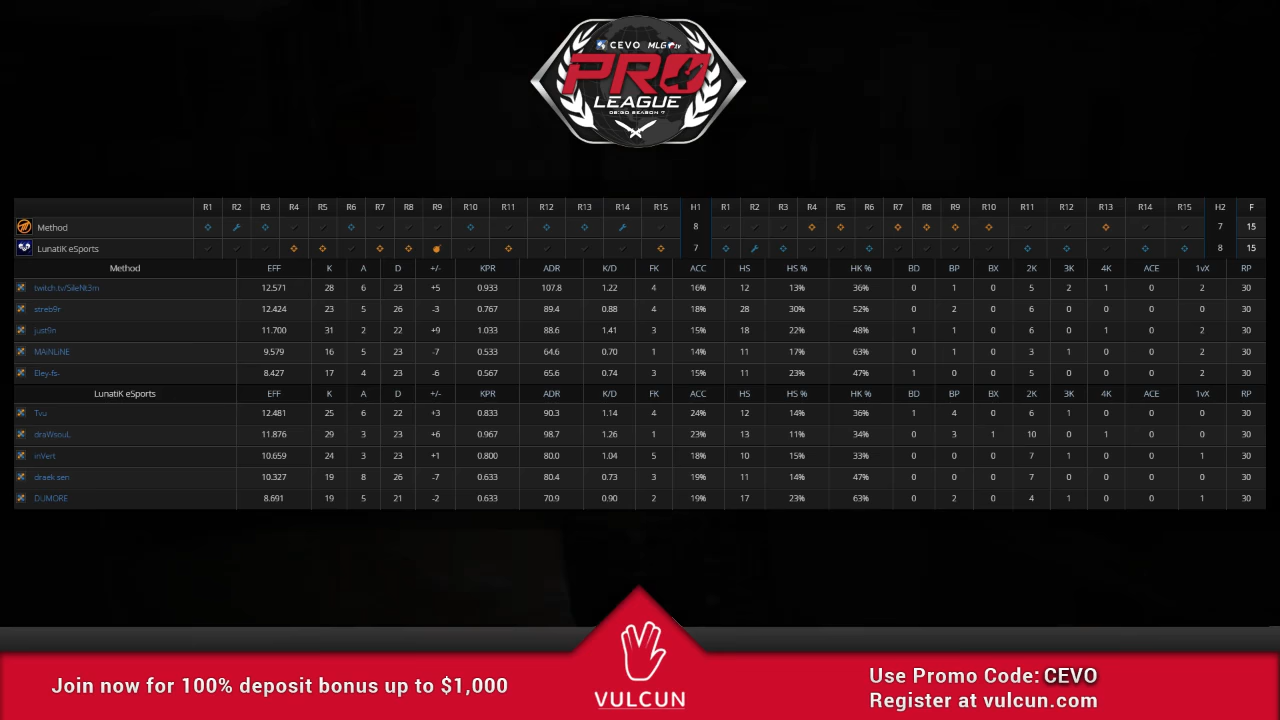 CEVO MLG.tv
PRO
LEAGUE
CS:GO SEASON 7
R1 R2 R3 R4 R5 R6 R7 R8 R9 R10 R11 R12 R13 R14 R15 H1 R1 R2 R3 R4 R5 R6 R7 R8 R9 R10 R11 R12 R13 R14 R15 H2 F
Method 8 7 15
LunatiK eSports 7 8 15
Method EFF K A D +/- KPR ADR K/D FK ACC HS HS % HK % BD BP BX 2K 3K 4K ACE 1vX RP
twitch.tv/SileNt3m 12.571 28 6 23 +5 0.933 107.8 1.22 4 16% 12 13% 36% 0 1 0 5 2 1 0 2 30
streb9r 12.424 23 5 26 -3 0.767 89.4 0.88 4 18% 28 30% 52% 0 2 0 6 0 0 0 0 30
just9n 11.700 31 2 22 +9 1.033 88.6 1.41 3 15% 18 22% 48% 1 1 0 6 0 1 0 2 30
MAiNLiNE 9.579 16 5 23 -7 0.533 64.6 0.70 1 14% 11 17% 63% 0 1 0 3 1 0 0 2 30
Eley-fs- 8.427 17 4 23 -6 0.567 65.6 0.74 3 15% 11 23% 47% 1 0 0 5 0 0 0 2 30
LunatiK eSports EFF K A D +/- KPR ADR K/D FK ACC HS HS % HK % BD BP BX 2K 3K 4K ACE 1vX RP
Tvu 12.481 25 6 22 +3 0.833 90.3 1.14 4 24% 12 14% 36% 1 4 0 6 1 0 0 0 30
draWsouL 11.876 29 3 23 +6 0.967 98.7 1.26 1 23% 13 11% 34% 0 3 1 10 0 1 0 0 30
inVert 10.659 24 3 23 +1 0.800 80.0 1.04 5 18% 10 15% 33% 0 0 0 7 1 0 0 1 30
draek sen 10.327 19 8 26 -7 0.633 80.4 0.73 3 19% 11 14% 47% 0 0 0 7 0 0 0 0 30
DUMORE 8.691 19 5 21 -2 0.633 70.9 0.90 2 19% 17 23% 63% 0 2 0 4 1 0 0 1 30
Join now for 100% deposit bonus up to $1,000
VULCUN
Use Promo Code: CEVO
Register at vulcun.com